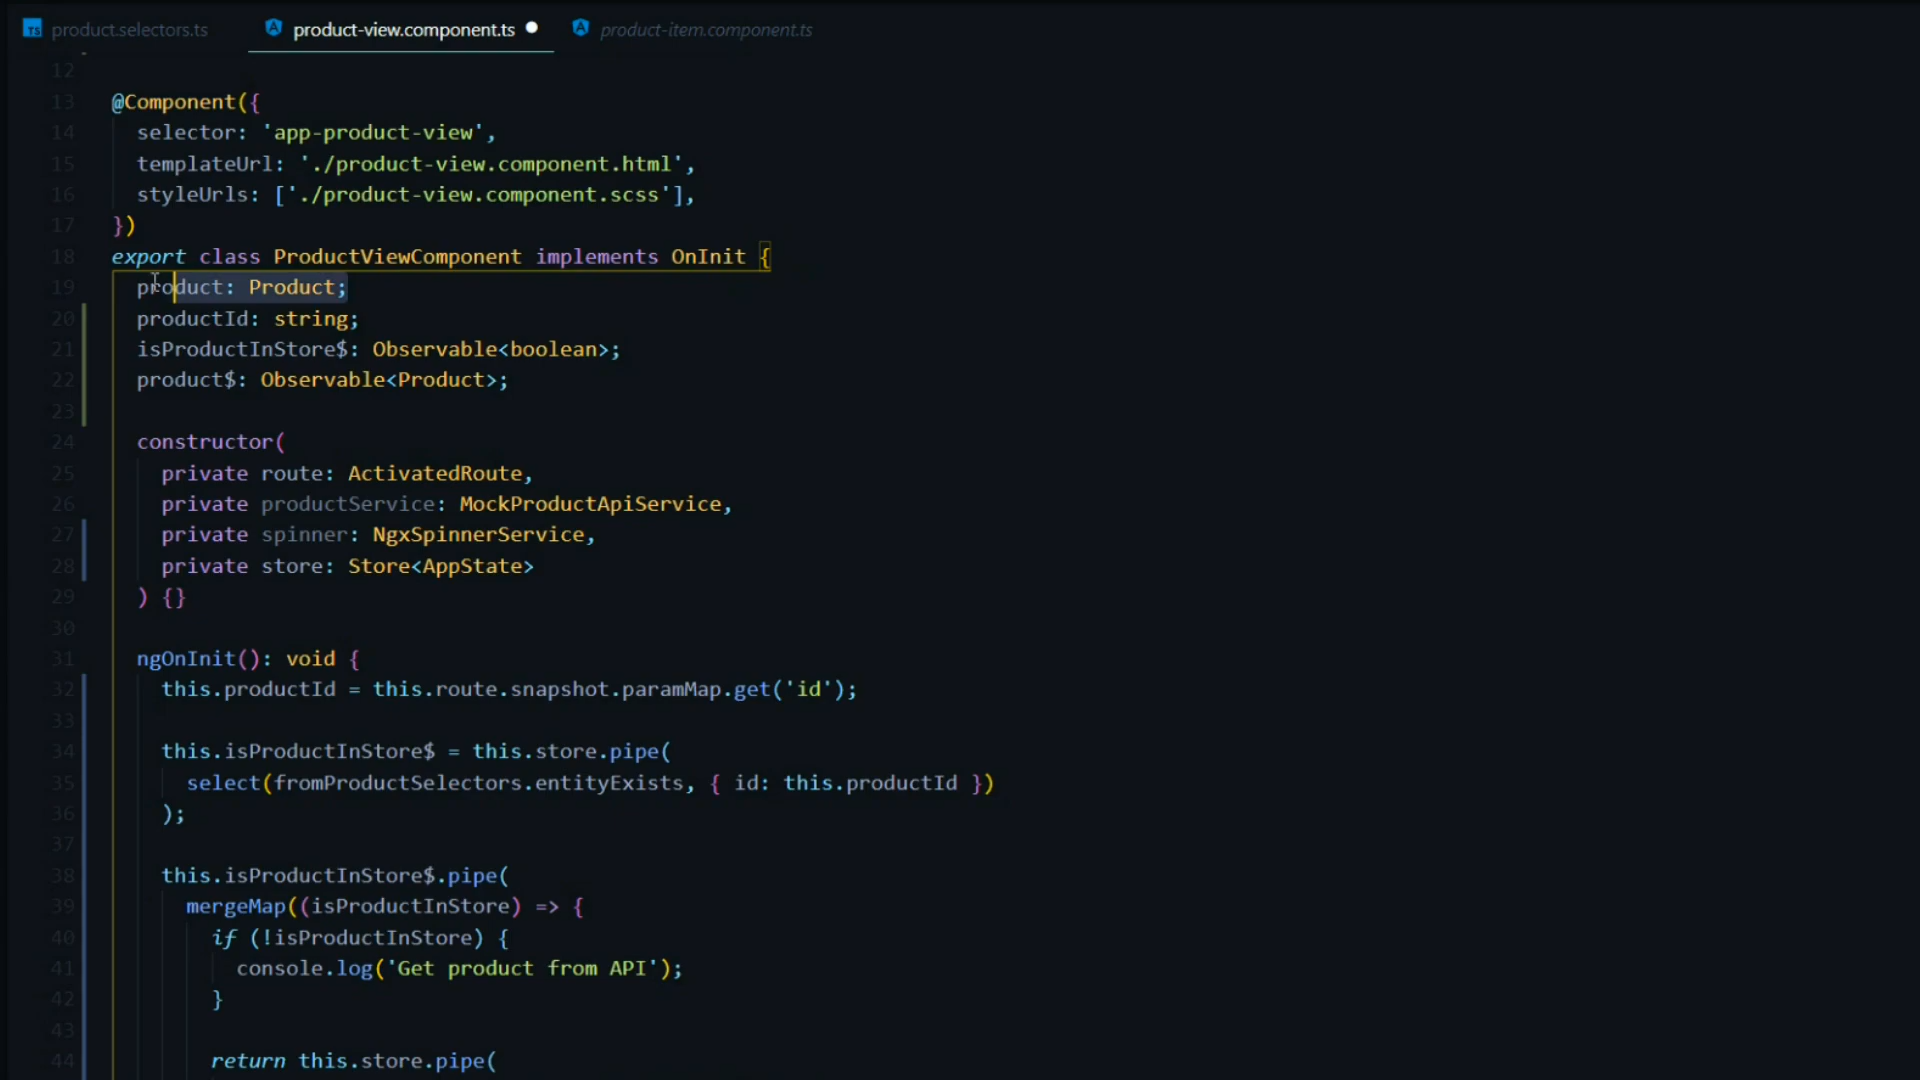 product.selectors.ts
product-view.component.ts
product-item.component.ts
12
13 @Component({
14 selector: 'app-product-view',
15 templateUrl: './product-view.component.html',
16 styleUrls: ['./product-view.component.scss'],
17 })
18 export class ProductViewComponent implements OnInit {
19 product: Product;
20 productId: string;
21 isProductInStore$: Observable<boolean>;
22 product$: Observable<Product>;
23
24 constructor(
25 private route: ActivatedRoute,
26 private productService: MockProductApiService,
27 private spinner: NgxSpinnerService,
28 private store: Store<AppState>
29 ) {}
30
31 ngOnInit(): void {
32 this.productId = this.route.snapshot.paramMap.get('id');
33
34 this.isProductInStore$ = this.store.pipe(
35 select(fromProductSelectors.entityExists, { id: this.productId })
36 );
37
38 this.isProductInStore$.pipe(
39 mergeMap((isProductInStore) => {
40 if (!isProductInStore) {
41 console.log('Get product from API');
42 }
43
44 return this.store.pipe(